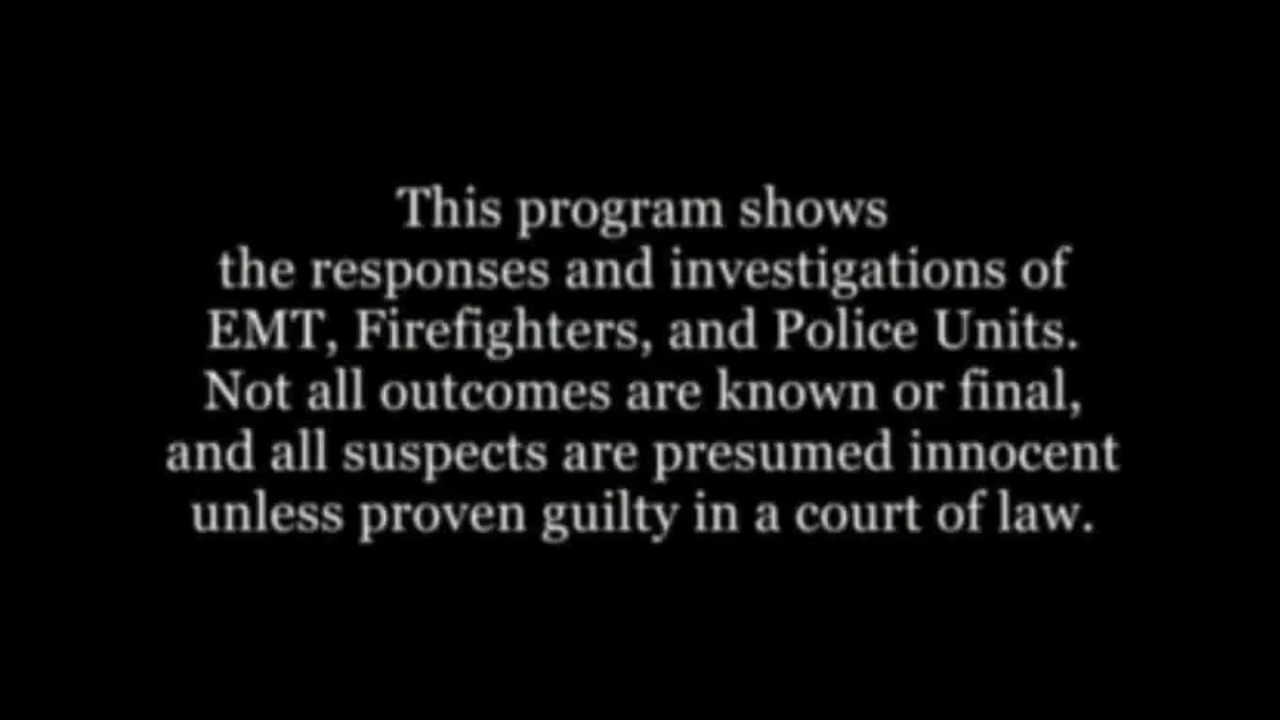 This program shows
the responses and investigations of
EMT, Firefighters, and Police Units.
Not all outcomes are known or final,
and all suspects are presumed innocent
unless proven guilty in a court of law.